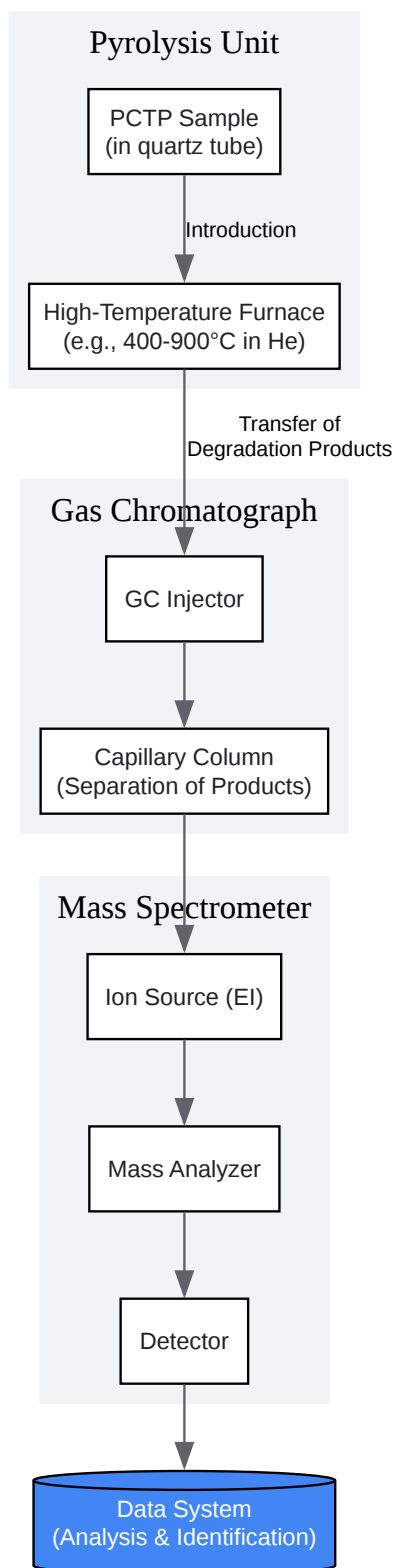 Pyrolysis Unit
PCTP Sample
(in quartz tube)
Introduction
High-Temperature Furnace
(e.g., 400-900°C in He)
Transfer of
Degradation Products
Gas Chromatograph
GC Injector
Capillary Column
(Separation of Products)
Mass Spectrometer
Ion Source (EI)
Mass Analyzer
Detector
Data System
(Analysis & Identification)